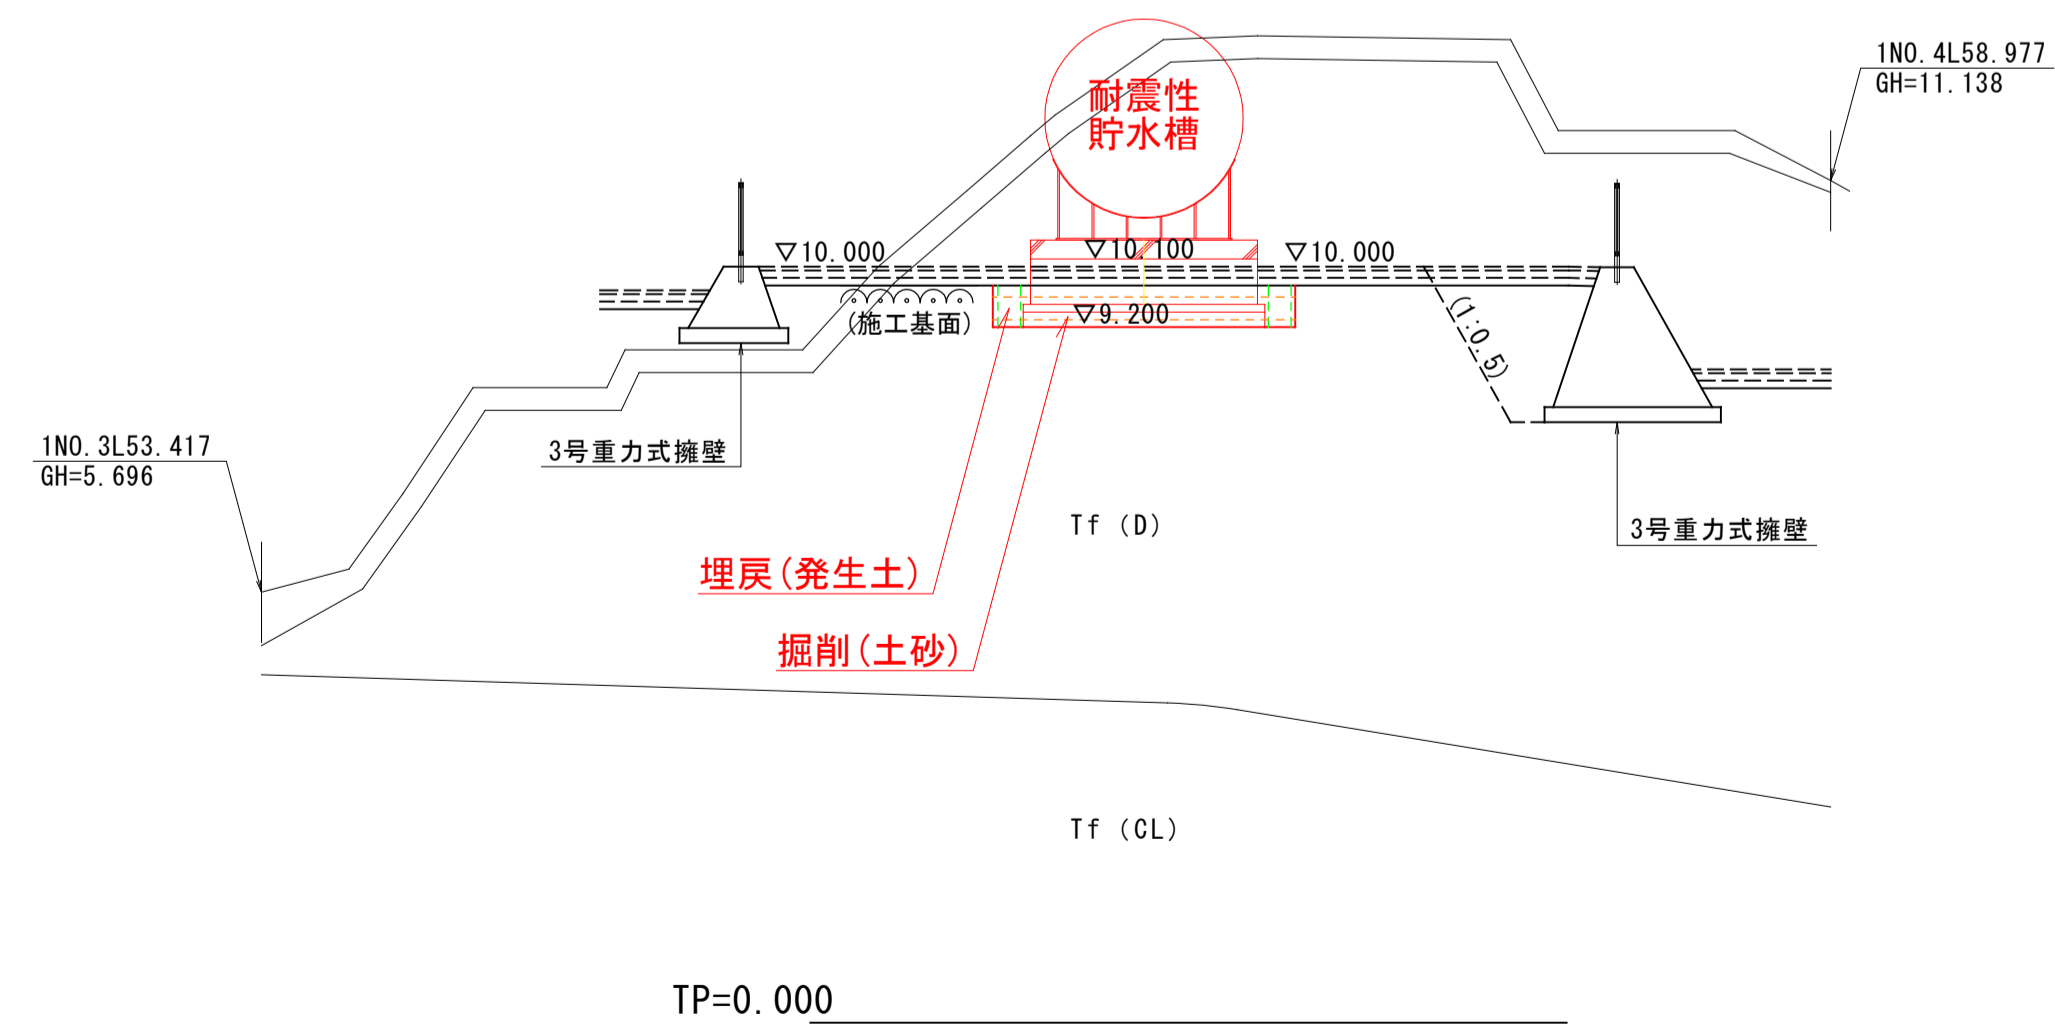 1NO.4L58.977
GH=11.138
耐震性
貯水槽
▽10.000
▽10.100
▽10.000
(施工基面)
▽9.200
(1:0.5)
1NO.3L53.417
GH=5.696
3号重力式擁壁
Tf (D)
3号重力式擁壁
埋戻(発生土)
掘削(土砂)
Tf (CL)
TP=0.000